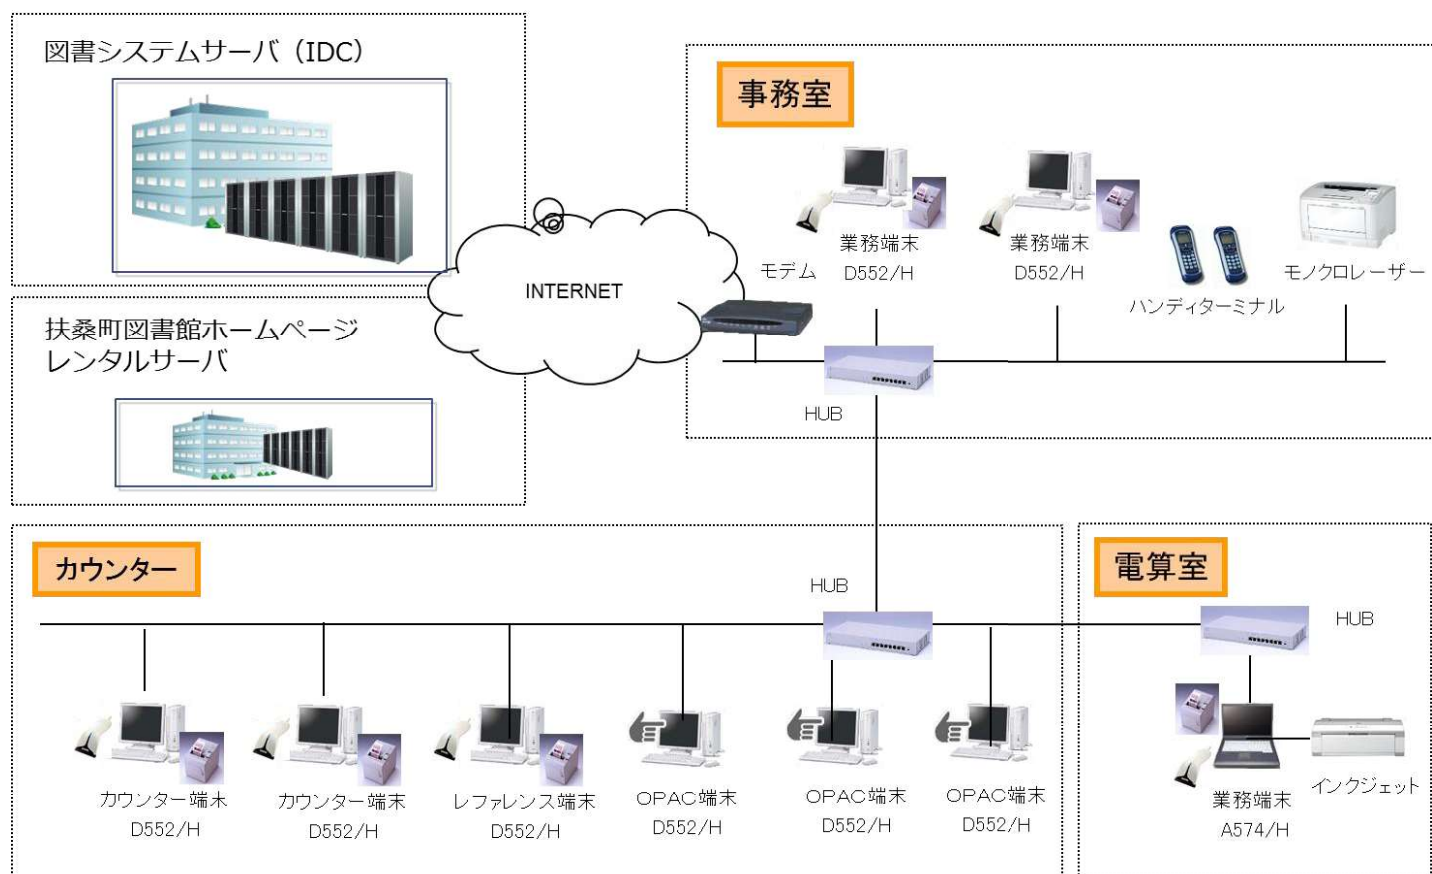 図書システムサーバ（IDC）
扶桑町図書館ホームページ
レンタルサーバ
INTERNET
事務室
モデム
業務端末
D552/H
業務端末
D552/H
ハンディターミナル
モノクロレーザー
HUB
カウンター
HUB
カウンター端末
D552/H
カウンター端末
D552/H
レファレンス端末
D552/H
OPAC端末
D552/H
OPAC端末
D552/H
OPAC端末
D552/H
電算室
HUB
業務端末
A574/H
インクジェット